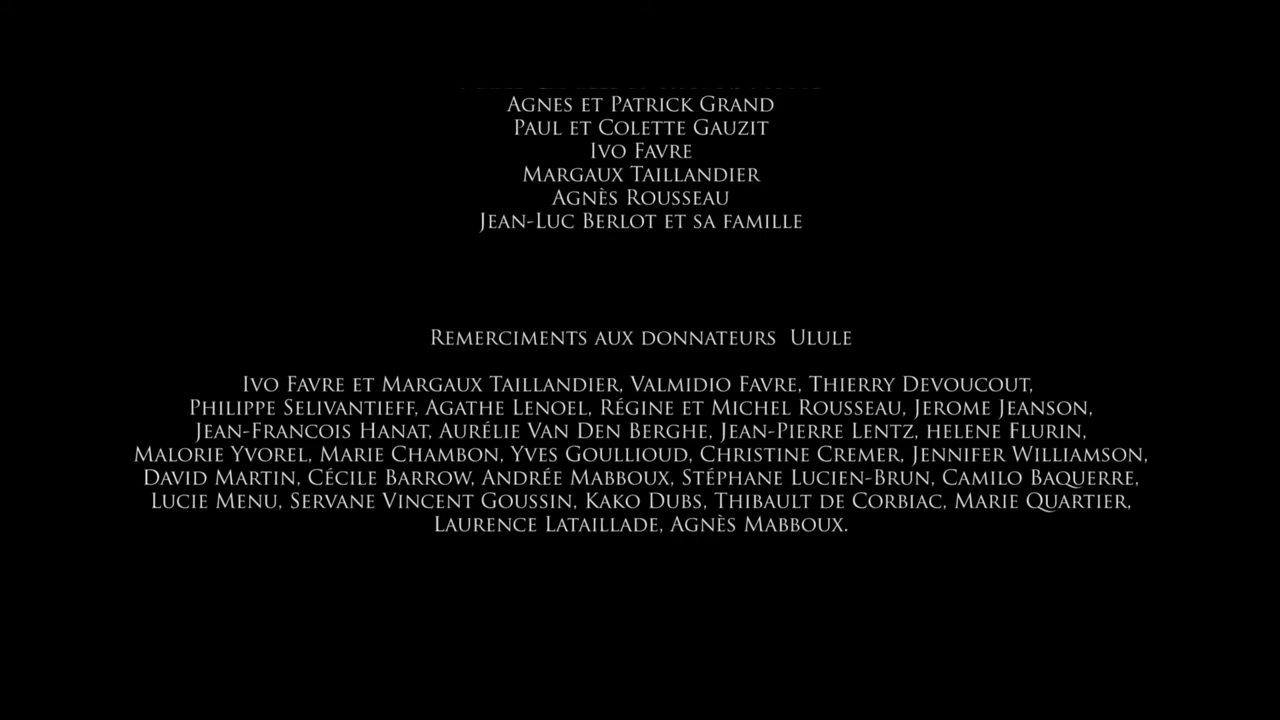 Agnes et Patrick Grand
Paul et Colette Gauzit
Ivo Favre
Margaux Taillandier
Agnès Rousseau
Jean-Luc Berlot et sa famille
Remerciments aux donnateurs Ulule
Ivo Favre et Margaux Taillandier, Valmidio Favre, Thierry Devoucout,
Philippe Selivantieff, Agathe Lenoel, Régine et Michel Rousseau, Jerome Jeanson,
Jean-Francois Hanat, Aurélie Van Den Berghe, Jean-Pierre Lentz, helene Flurin,
Malorie Yvorel, Marie Chambon, Yves Goullioud, Christine Cremer, Jennifer Williamson,
David Martin, Cécile Barrow, Andrée Mabboux, Stéphane Lucien-Brun, Camilo Baquerre,
Lucie Menu, Servane Vincent Goussin, Kako Dubs, Thibault de Corbiac, Marie Quartier,
Laurence Lataillade, Agnès Mabboux.